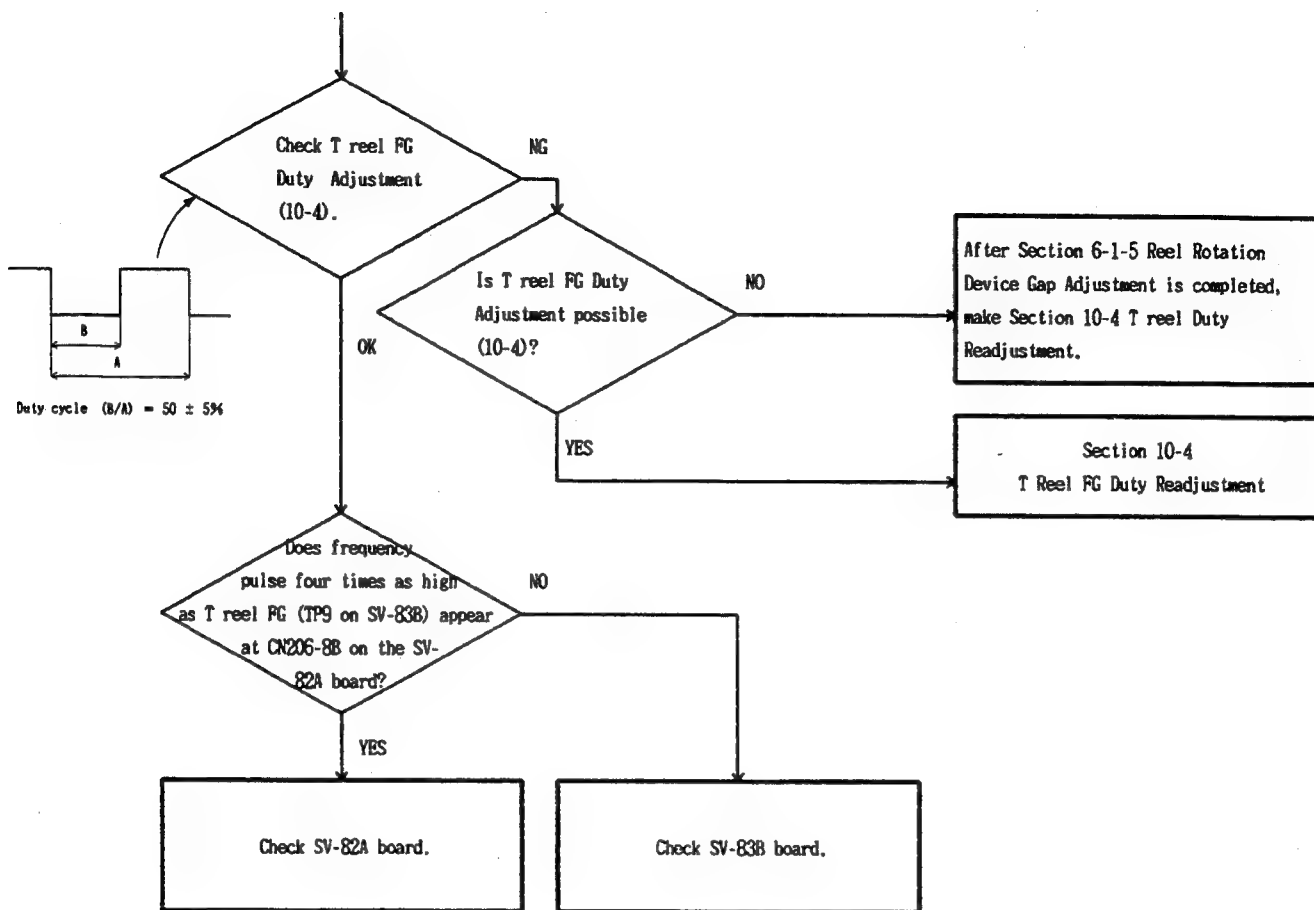 Check T reel FG
Duty Adjustment
(10-4).
NG
B
A
Duty cycle (B/A) = 50 ± 5%
OK
Is T reel FG Duty
Adjustment possible
(10-4)?
NO
After Section 6-1-5 Reel Rotation
Device Gap Adjustment is completed,
make Section 10-4 T reel Duty
Readjustment.
YES
Section 10-4
T Reel FG Duty Readjustment
Does frequency
pulse four times as high
as T reel FG (TP9 on SV-83B) appear
at CN206-8B on the SV-
82A board?
NO
YES
Check SV-82A board.
Check SV-83B board.